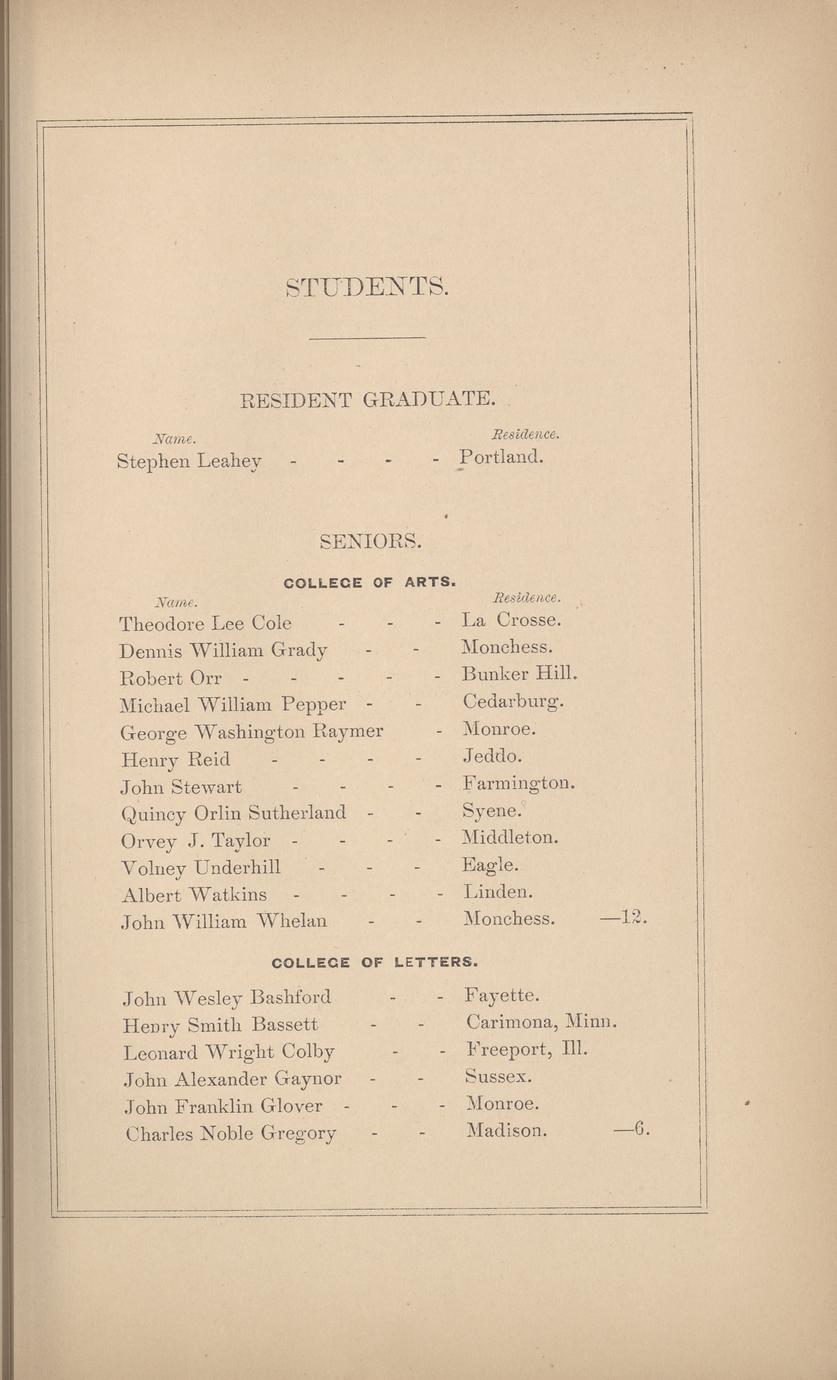 STUDENTS.
RESIDENT GRADUATE.
Name. Residence.
Stephen Leahey - - - - Portland.
SENIORS.
COLLEGE OF ARTS.
Name. Residence.
Theodore Lee Cole - - - La Crosse.
Dennis William Grady - - Monchess.
Robert Orr - - - - - Bunker Hill.
Michael William Pepper - - Cedarburg.
George Washington Raymer - Monroe.
Henry Reid - - - - Jeddo.
John Stewart - - - - Farmington.
Quincy Orlin Sutherland - - Syene.
Orvey J. Taylor - - - - Middleton.
Volney Underhill - - - Eagle.
Albert Watkins - - - - Linden.
John William Whelan - - Monchess. —12.
COLLEGE OF LETTERS.
John Wesley Bashford - - Fayette.
Henry Smith Bassett - - Carimona, Minn.
Leonard Wright Colby - - Freeport, Ill.
John Alexander Gaynor - - Sussex.
John Franklin Glover - - - Monroe.
Charles Noble Gregory - - Madison. —6.